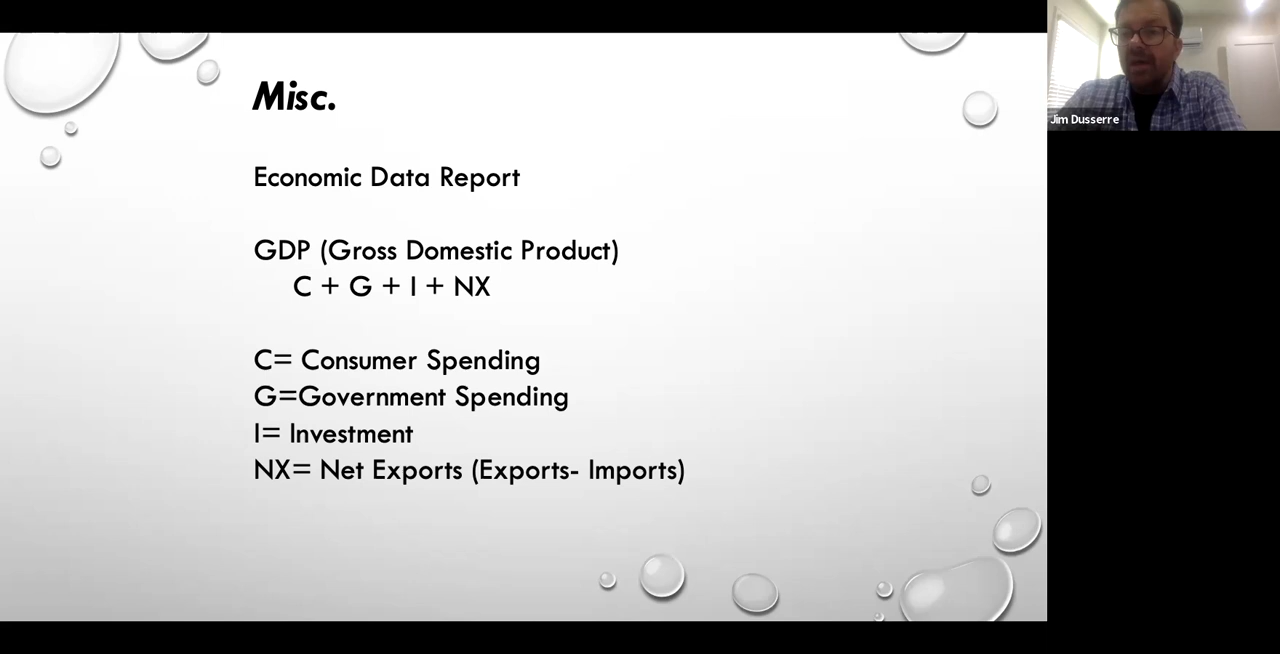 Misc.
Economic Data Report
GDP (Gross Domestic Product)
C + G + I + NX
C= Consumer Spending
G=Government Spending
I= Investment
NX= Net Exports (Exports- Imports)
Jim Dusserre